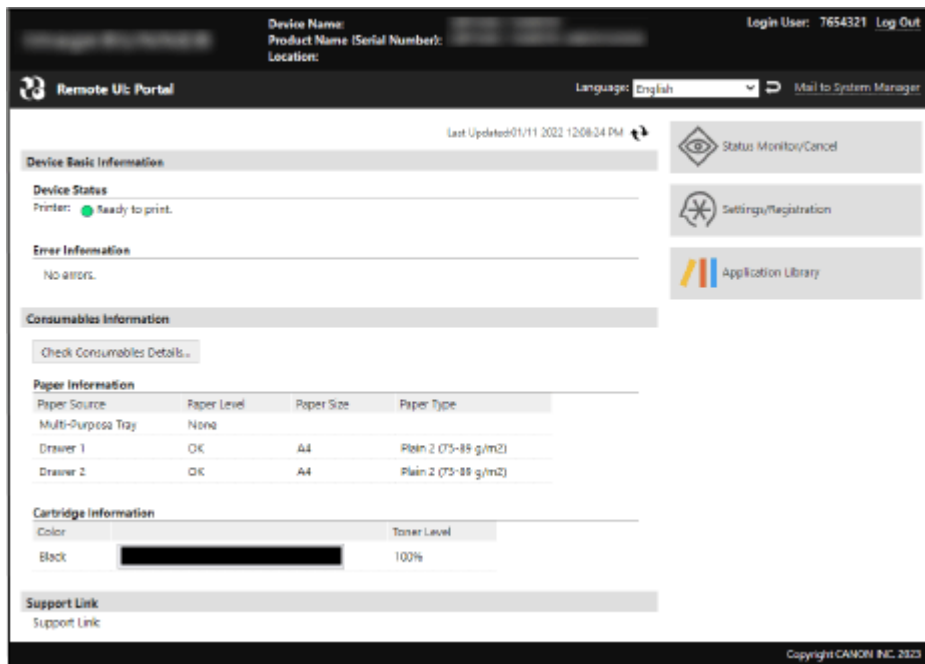 Device Name:
Login User: 7654321 Log Out
Product Name (Serial Number):
Location:
Remote UI: Portal
Language: English
Mail to System Manager
Last Updated:01/11 2022 12:08:24 PM
Device Basic Information
Device Status
Printer: Ready to print.
Error Information
No errors.
Consumables Information
Check Consumables Details...
Paper Information
Paper Source Paper Level Paper Size Paper Type
Multi-Purpose Tray None
Drawer 1 OK A4 Plain 2 (75-89 g/m2)
Drawer 2 OK A4 Plain 2 (75-89 g/m2)
Cartridge Information
Color Toner Level
Black 100%
Support Link
Support Link:
Status Monitor/Cancel
Settings/Registration
Application Library
Copyright CANON INC. 2023